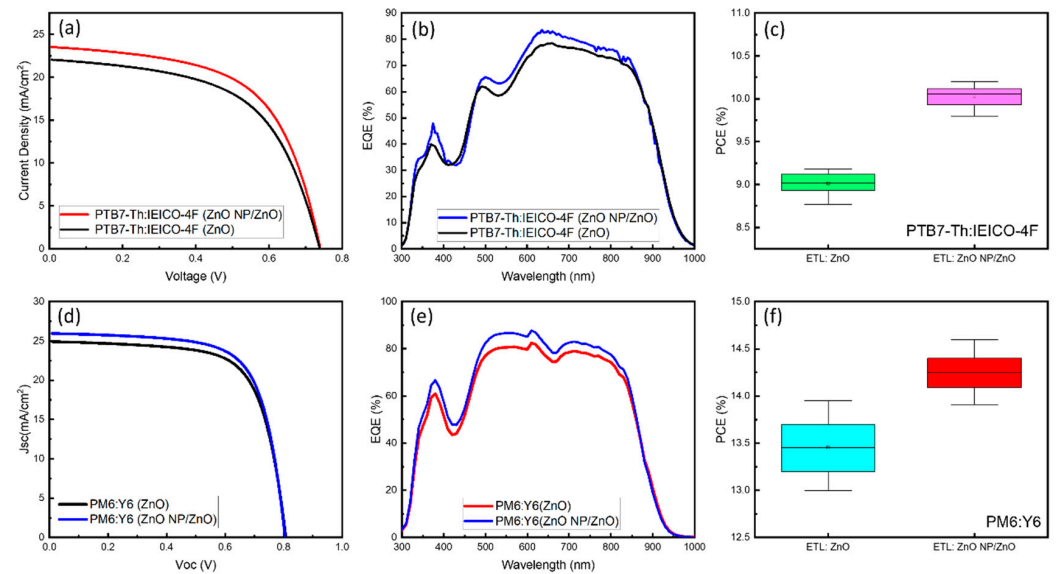 (a)
Current Density (mA/cm²)
30
25
20
15
10
5
0
PTB7-Th:IEICO-4F (ZnO NP/ZnO)
PTB7-Th:IEICO-4F (ZnO)
0.0 0.2 0.4 0.6 0.8
Voltage (V)
(b)
EQE (%)
90
80
70
60
50
40
30
20
10
0
PTB7-Th:IEICO-4F (ZnO NP/ZnO)
PTB7-Th:IEICO-4F (ZnO)
300 400 500 600 700 800 900 1000
Wavelength (nm)
(c)
PCE (%)
11.0
10.5
10.0
9.5
9.0
8.5
PTB7-Th:IEICO-4F
ETL: ZnO ETL: ZnO NP/ZnO
(d)
Jsc(mA/cm²)
30
25
20
15
10
5
0
PM6:Y6 (ZnO)
PM6:Y6 (ZnO NP/ZnO)
0.0 0.2 0.4 0.6 0.8 1.0
Voc (V)
(e)
EQE (%)
100
80
60
40
20
0
PM6:Y6(ZnO)
PM6:Y6(ZnO NP/ZnO)
300 400 500 600 700 800 900 1000
Wavelength (nm)
(f)
PCE (%)
15.0
14.5
14.0
13.5
13.0
12.5
PM6:Y6
ETL: ZnO ETL: ZnO NP/ZnO